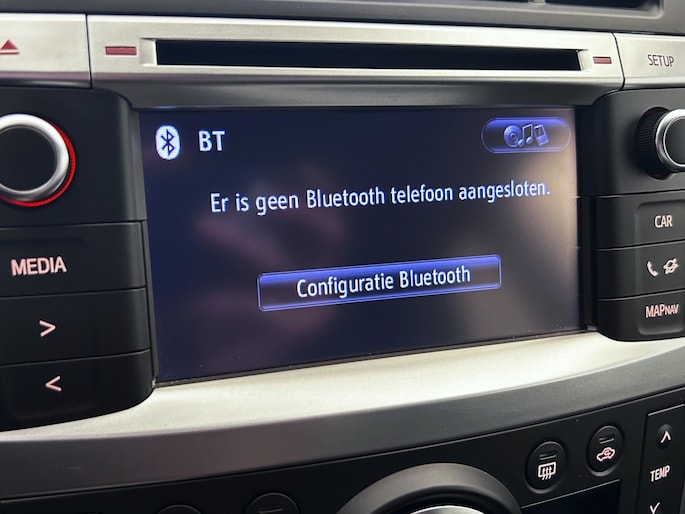 SETUP
BT
Er is geen Bluetooth telefoon aangesloten.
Configuratie Bluetooth
MEDIA
>
<
CAR
MAPNAV
TEMP